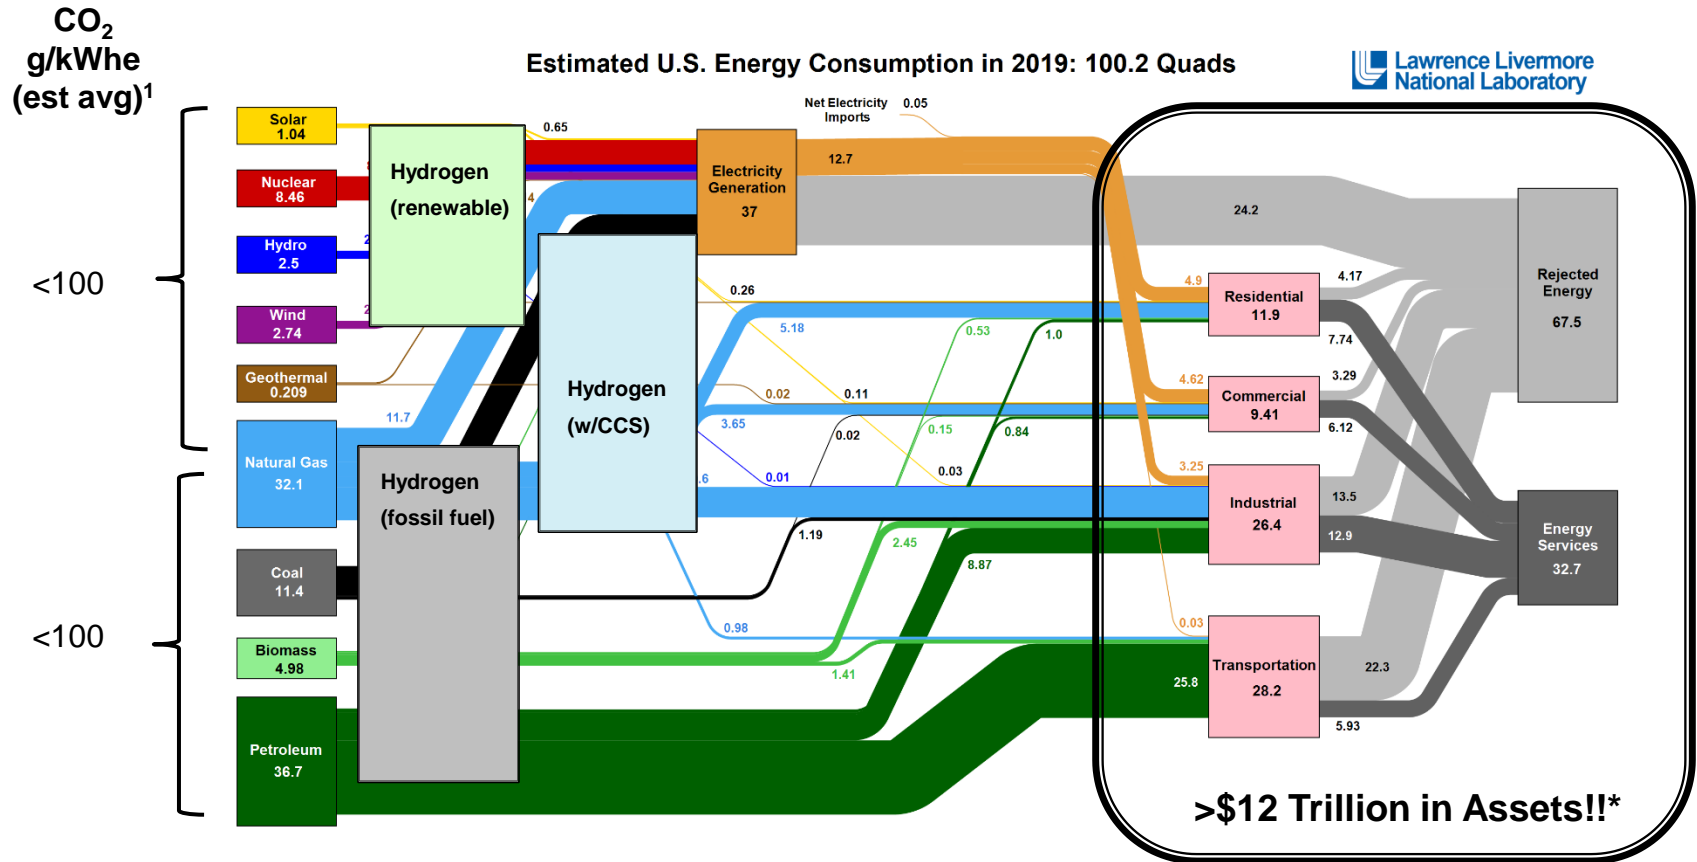 CO2
g/kWhe
(est avg)1
Estimated U.S. Energy Consumption in 2019: 100.2 Quads
Lawrence Livermore
National Laboratory
Net Electricity
Imports
0.05
Solar
1.04
0.65
Hydrogen
(renewable)
Electricity
Generation
37
12.7
Nuclear
8.46
8
4
24.2
Hydro
2.5
2
<100
Rejected
Energy
67.5
Wind
2.74
2
0.26
5.18
0.53
1.0
4.9
Residential
11.9
4.17
7.74
Geothermal
0.209
Hydrogen
(w/CCS)
0.02
0.11
4.62
Commercial
9.41
3.29
6.12
11.7
3.65
0.02
0.15
0.84
Natural Gas
32.1
Hydrogen
(fossil fuel)
.6
0.01
0.03
3.25
Industrial
26.4
13.5
12.9
Energy
Services
32.7
1.19
2.45
8.87
Coal
11.4
<100
Biomass
4.98
0.98
1.41
0.03
Transportation
28.2
25.8
22.3
5.93
Petroleum
36.7
>$12 Trillion in Assets!!*